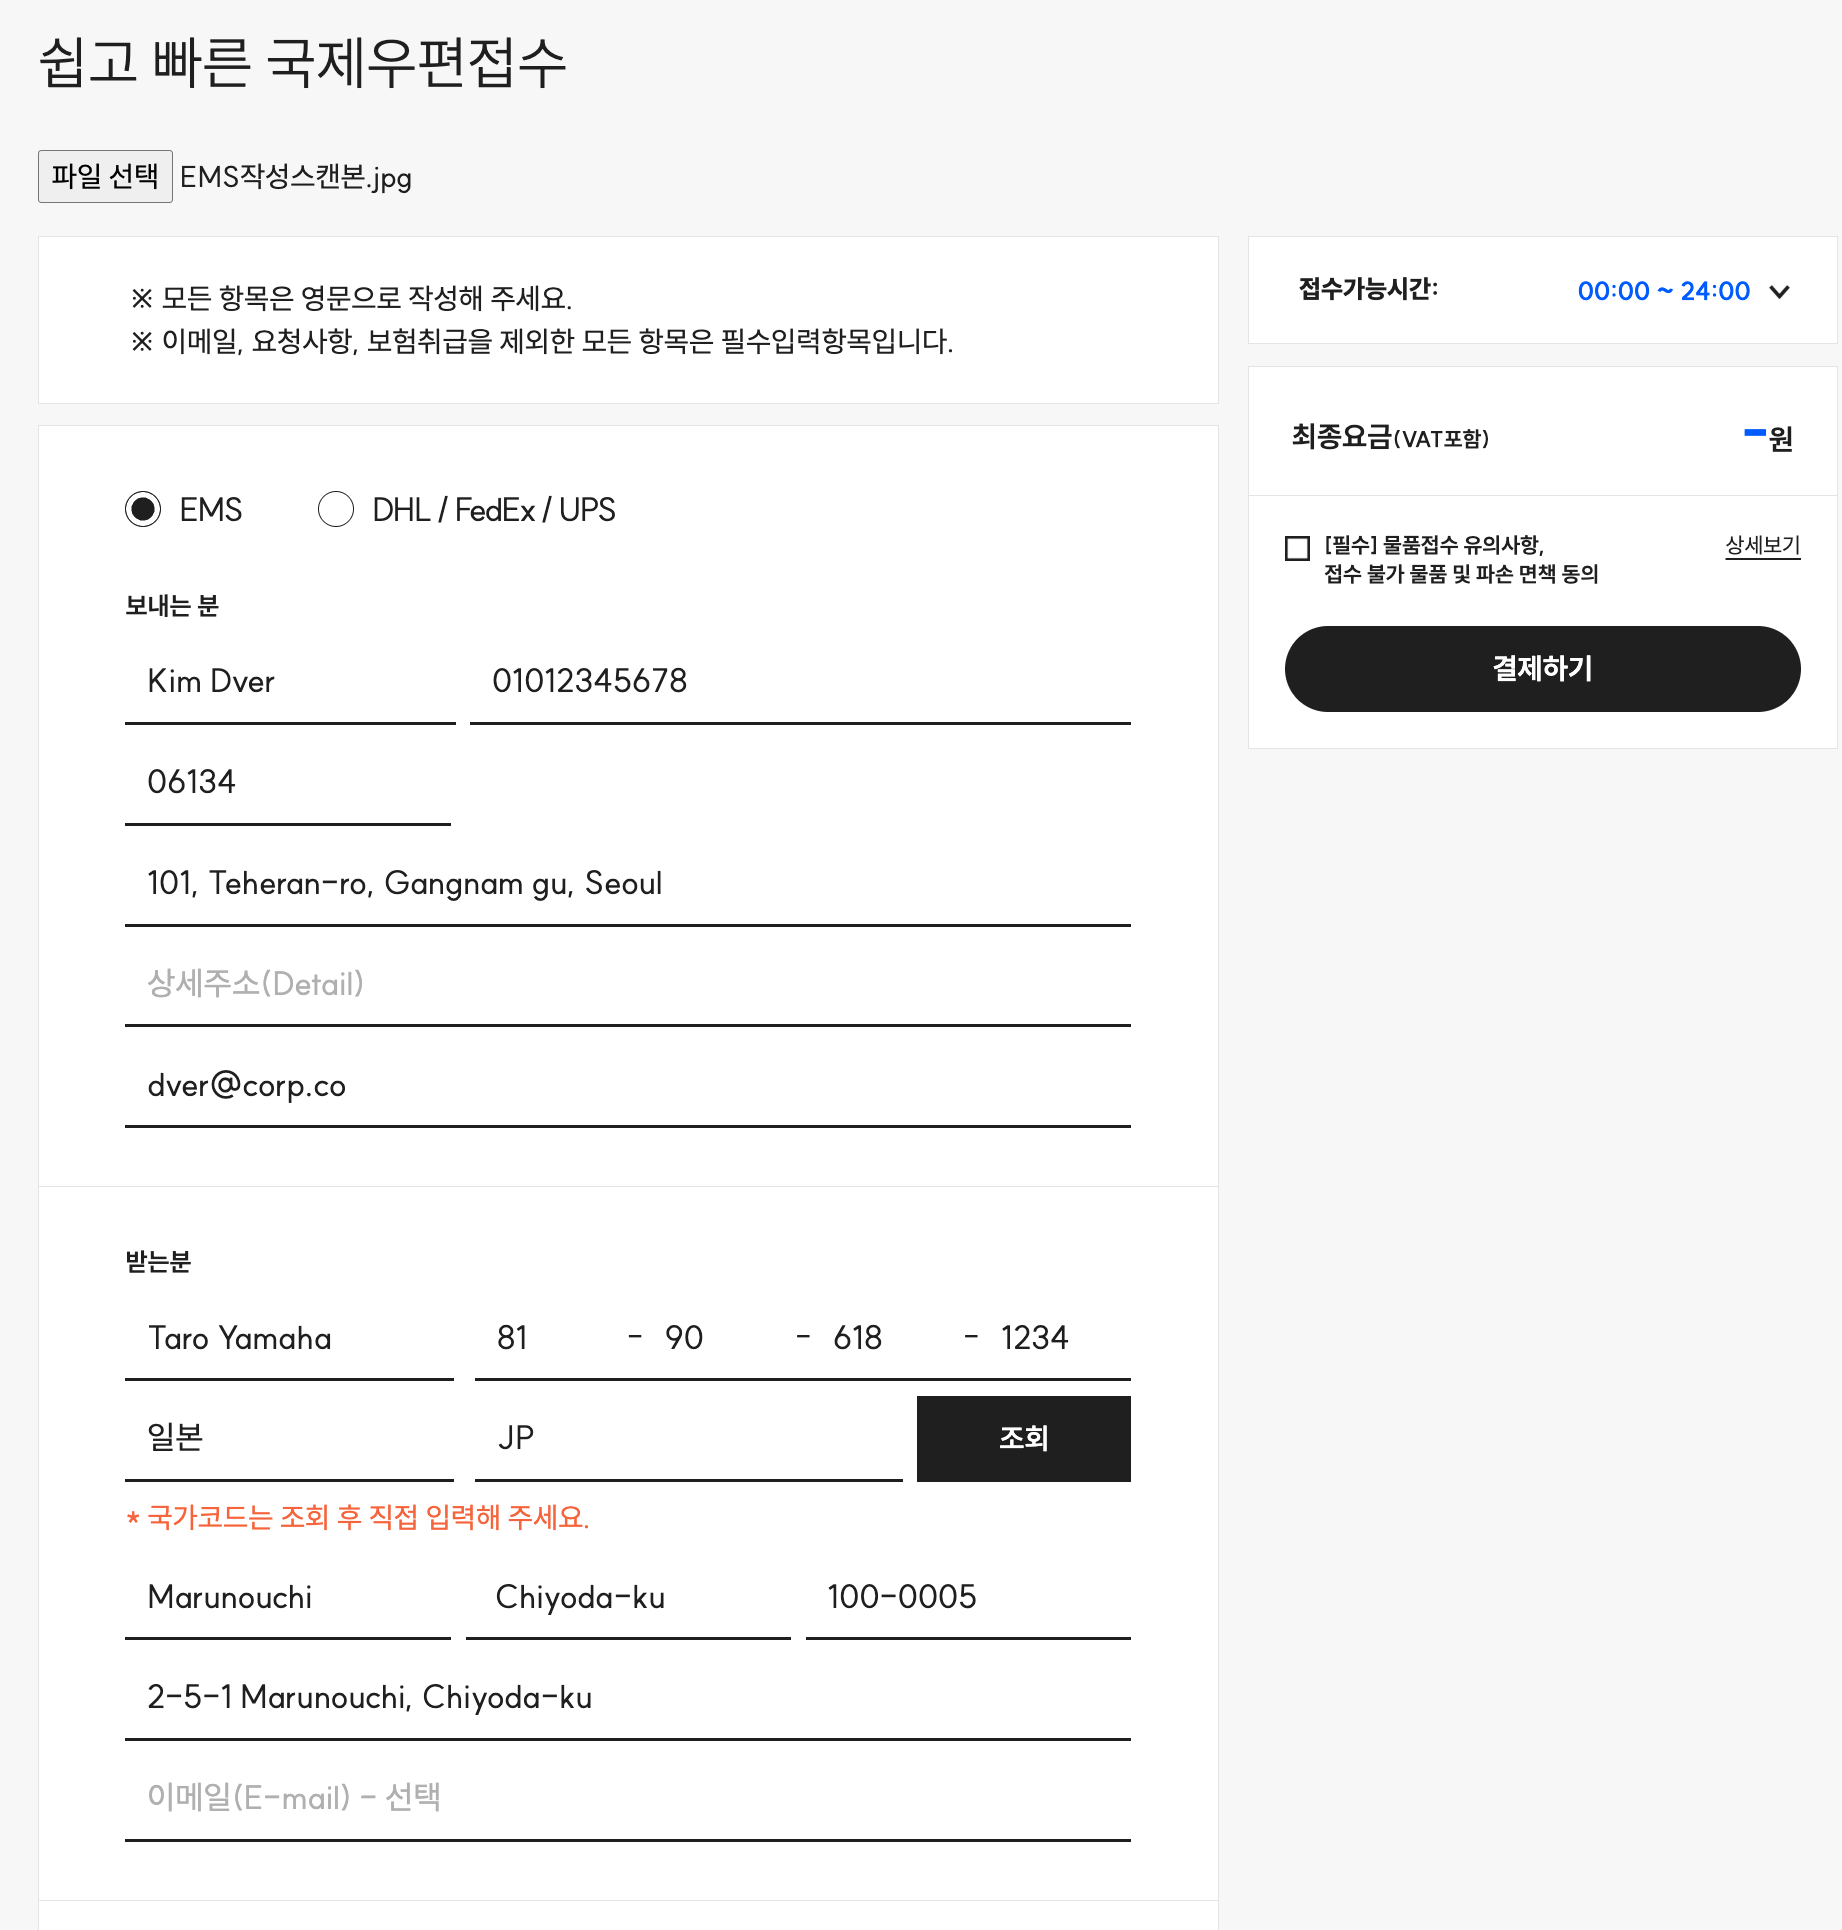 쉽고 빠른 국제우편접수
파일 선택 EMS작성스캔본.jpg
※ 모든 항목은 영문으로 작성해 주세요.
※ 이메일, 요청사항, 보험취급을 제외한 모든 항목은 필수입력항목입니다.
EMS DHL / FedEx / UPS
보내는 분
Kim Dver 01012345678
06134
101, Teheran-ro, Gangnam gu, Seoul
상세주소(Detail)
dver@corp.co
받는분
Taro Yamaha 81 - 90 - 618 - 1234
일본 JP 조회
* 국가코드는 조회 후 직접 입력해 주세요.
Marunouchi Chiyoda-ku 100-0005
2-5-1 Marunouchi, Chiyoda-ku
이메일(E-mail) - 선택
접수가능시간: 00:00 ~ 24:00
최종요금(VAT포함) -원
[필수] 물품접수 유의사항, 상세보기
접수 불가 물품 및 파손 면책 동의
결제하기